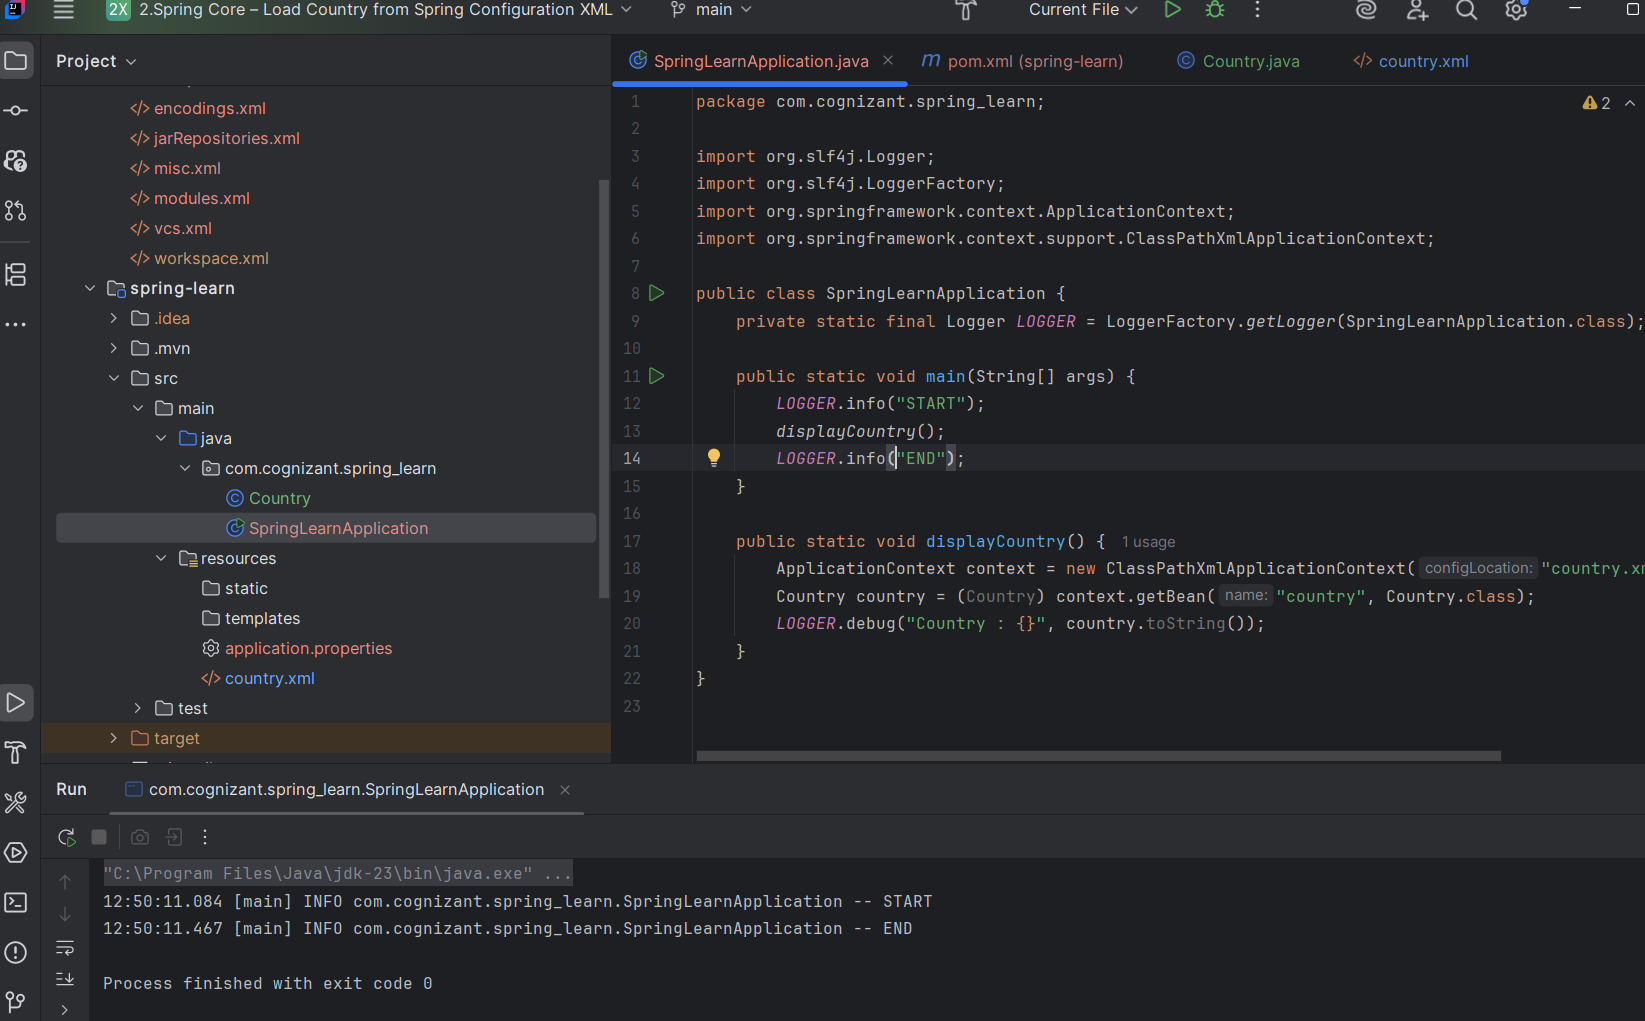 2X 2.Spring Core – Load Country from Spring Configuration XML
main
Current File
Project
encodings.xml
jarRepositories.xml
misc.xml
modules.xml
vcs.xml
workspace.xml
spring-learn
.idea
.mvn
src
main
java
com.cognizant.spring_learn
Country
SpringLearnApplication
resources
static
templates
application.properties
country.xml
test
target
SpringLearnApplication.java
pom.xml (spring-learn)
Country.java
country.xml
2
1 package com.cognizant.spring_learn;
2
3 import org.slf4j.Logger;
4 import org.slf4j.LoggerFactory;
5 import org.springframework.context.ApplicationContext;
6 import org.springframework.context.support.ClassPathXmlApplicationContext;
7
8 public class SpringLearnApplication {
9 private static final Logger LOGGER = LoggerFactory.getLogger(SpringLearnApplication.class);
10
11 public static void main(String[] args) {
12 LOGGER.info("START");
13 displayCountry();
14 LOGGER.info("END");
15 }
16
17 public static void displayCountry() { 1 usage
18 ApplicationContext context = new ClassPathXmlApplicationContext( configLocation: "country.xm
19 Country country = (Country) context.getBean( name: "country", Country.class);
20 LOGGER.debug("Country : {}", country.toString());
21 }
22 }
23
Run
com.cognizant.spring_learn.SpringLearnApplication
"C:\Program Files\Java\jdk-23\bin\java.exe" ...
12:50:11.084 [main] INFO com.cognizant.spring_learn.SpringLearnApplication -- START
12:50:11.467 [main] INFO com.cognizant.spring_learn.SpringLearnApplication -- END
Process finished with exit code 0